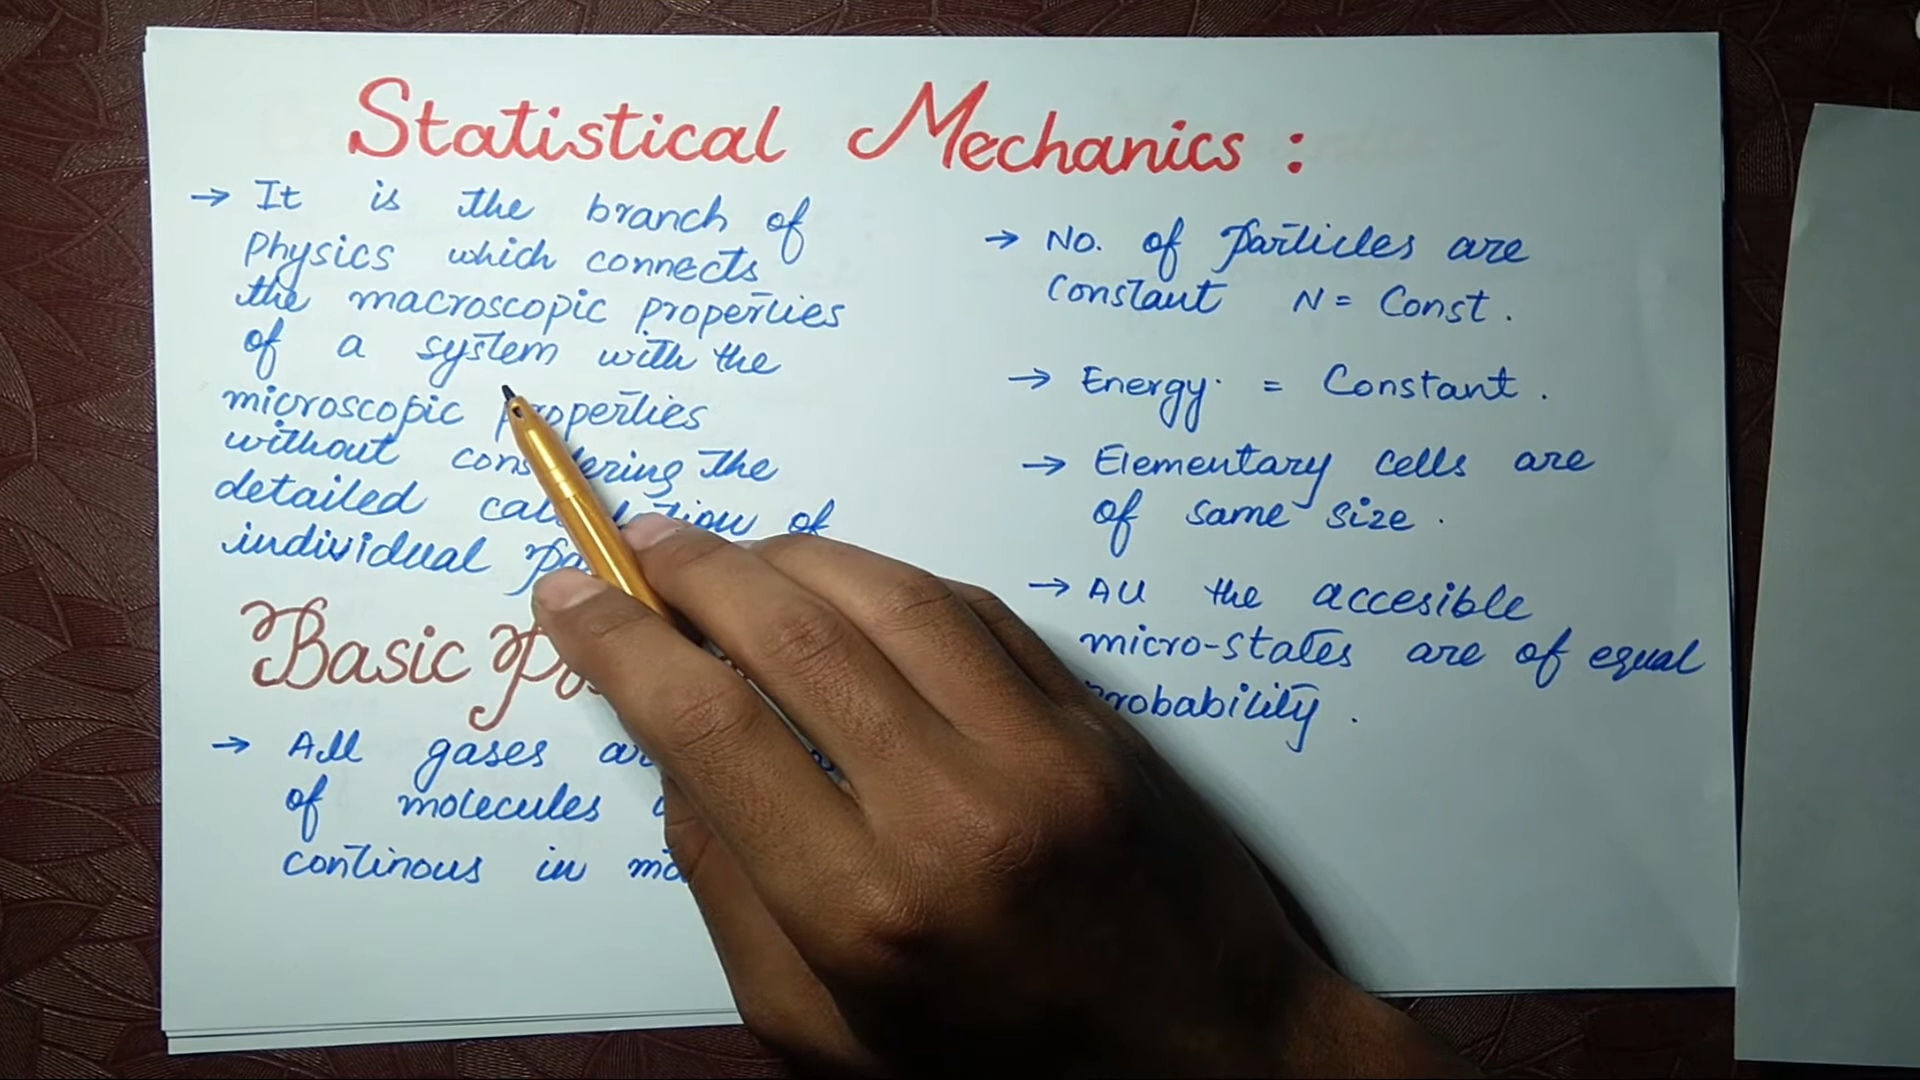 Statistical Mechanics :
→ It is the branch of
Physics which connects
the macroscopic properties
of a system with the
microscopic properties
without the
detailed of
individual
Basic
→ All gases
of molecules
continous in
→ No. of Particles are
Constant N = Const.
→ Energy = Constant.
→ Elementary cells are
of same size.
→ All the accesible
micro-states are of equal
Probability.